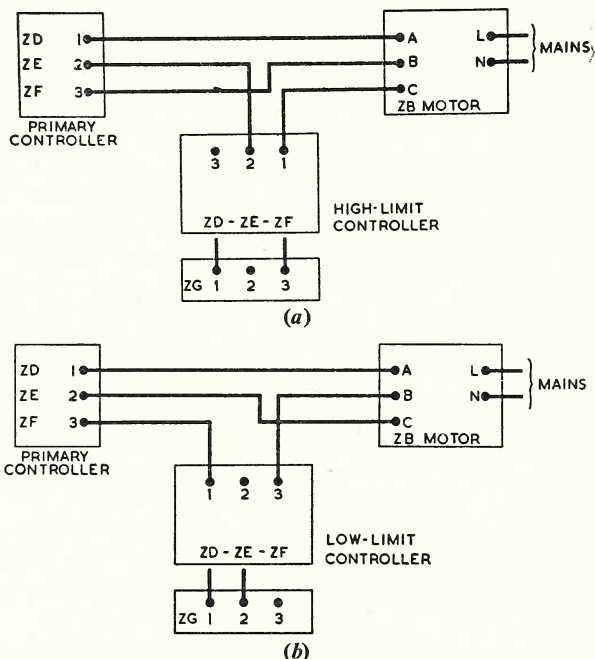 ZD 1 A L
ZE 2 B N MAINS
ZF 3 C
PRIMARY CONTROLLER
ZB MOTOR
3 2 1
ZD - ZE - ZF
HIGH-LIMIT
CONTROLLER
ZG 1 2 3
(a)
ZD 1 A L
ZE 2 B N MAINS
ZF 3 C
PRIMARY CONTROLLER
ZB MOTOR
1 2 3
ZD - ZE - ZF
LOW-LIMIT
CONTROLLER
ZG 1 2 3
(b)